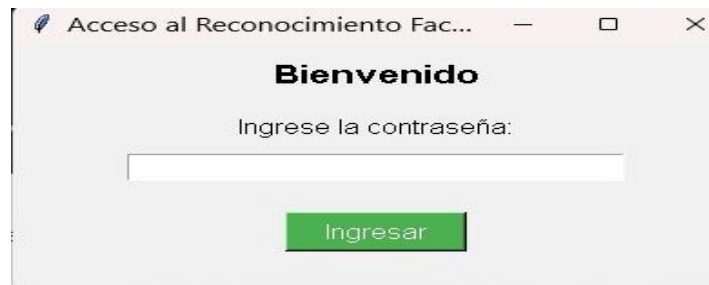 Acceso al Reconocimiento Fac...
Bienvenido
Ingrese la contraseña:
Ingresar